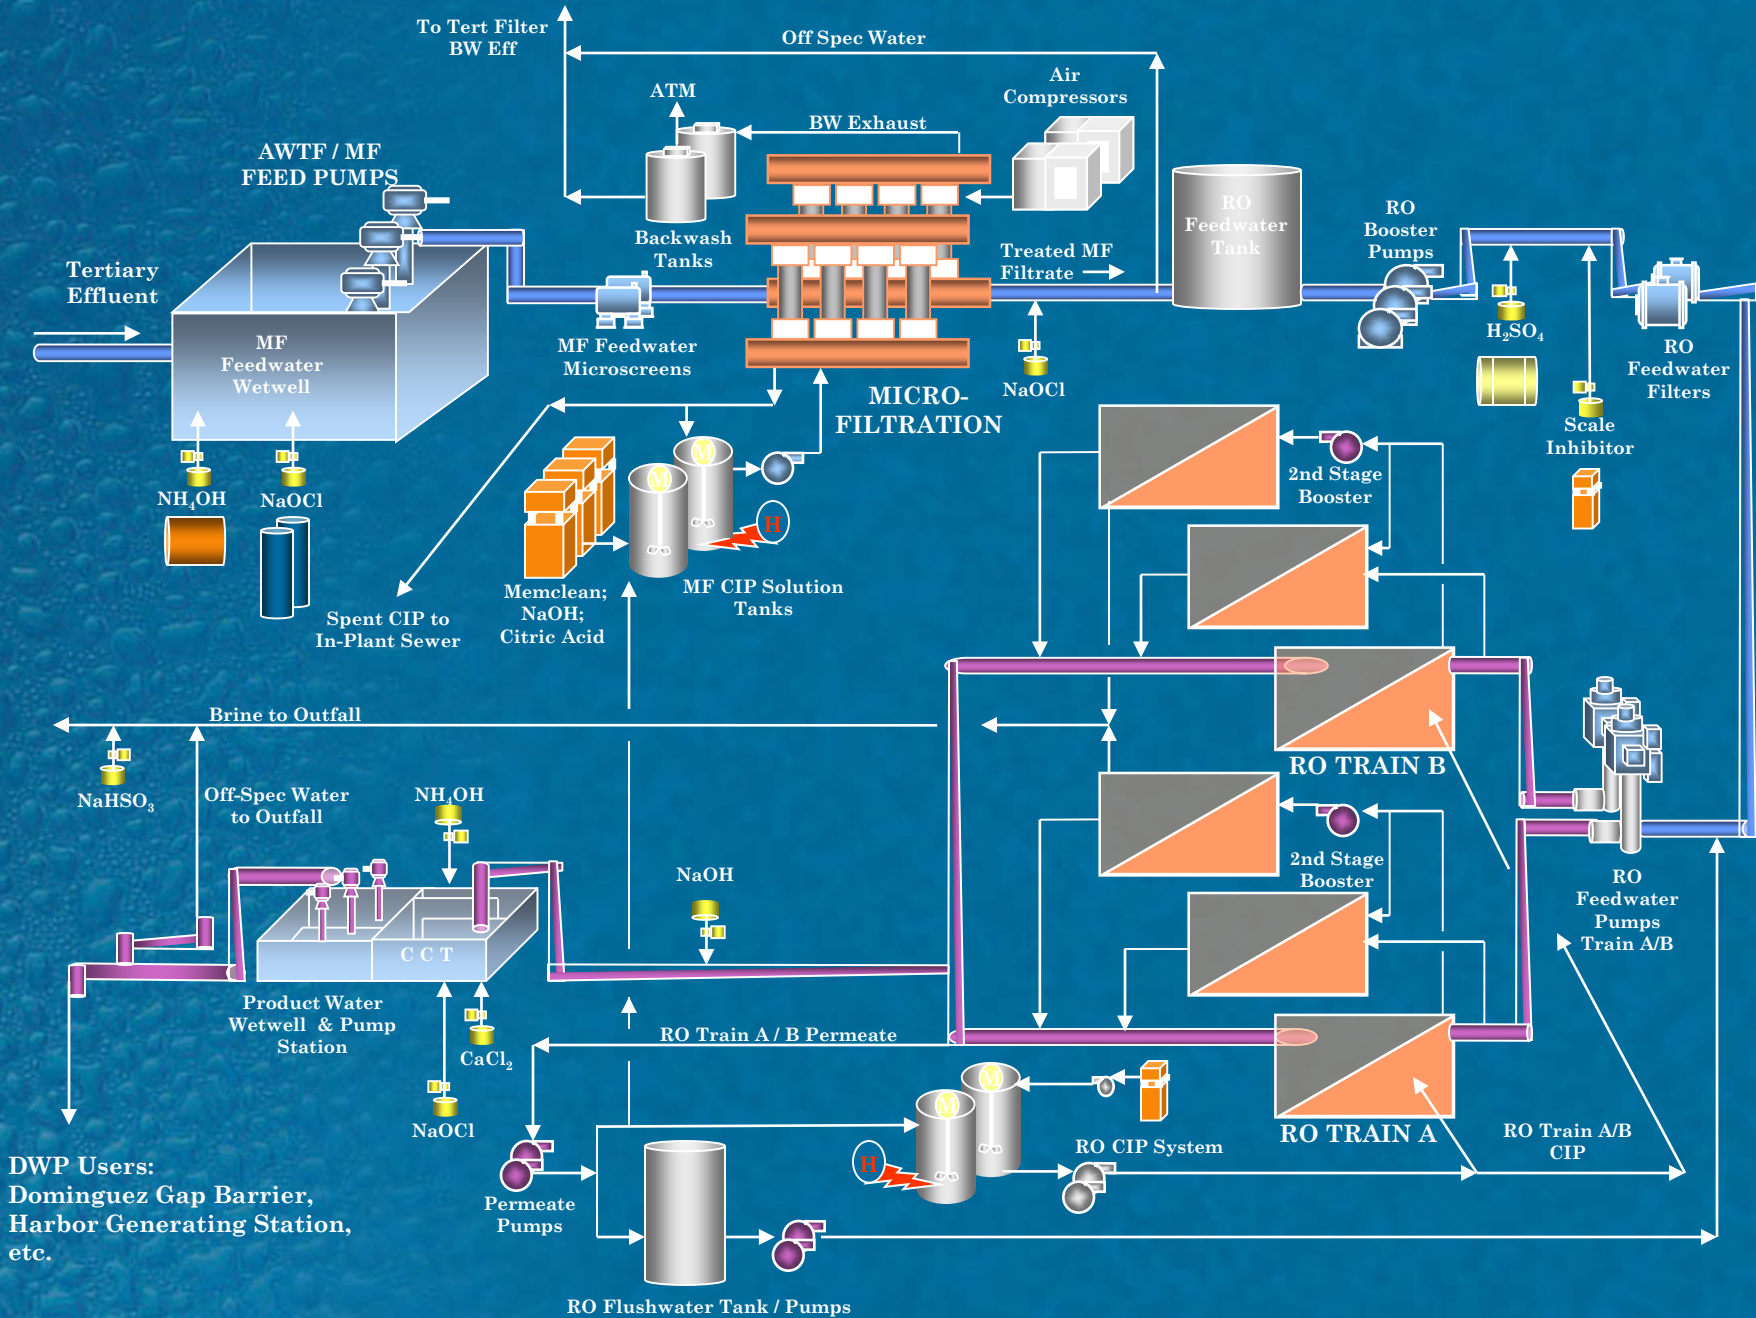 To Tert Filter
BW Eff
Off Spec Water
Air
Compressors
ATM
BW Exhaust
AWTF / MF
FEED PUMPS
Backwash
Tanks
Treated MF
Filtrate
RO
Feedwater
Tank
RO
Booster
Pumps
Tertiary
Effluent
MF
Feedwater
Wetwell
MF Feedwater
Microscreens
MICRO-
FILTRATION
NaOCl
H₂SO₄
RO
Feedwater
Filters
Scale
Inhibitor
NH₄OH
NaOCl
M
M
H
2nd Stage
Booster
Memclean;
NaOH;
Citric Acid
MF CIP Solution
Tanks
Spent CIP to
In-Plant Sewer
Brine to Outfall
RO TRAIN B
NaHSO₃
Off-Spec Water
to Outfall
NH₄OH
NaOH
2nd Stage
Booster
RO
Feedwater
Pumps
Train A/B
C C T
Product Water
Wetwell & Pump
Station
CaCl₂
RO Train A / B Permeate
NaOCl
M
M
H
RO CIP System
RO TRAIN A
RO Train A/B
CIP
DWP Users:
Dominguez Gap Barrier,
Harbor Generating Station,
etc.
Permeate
Pumps
RO Flushwater Tank / Pumps